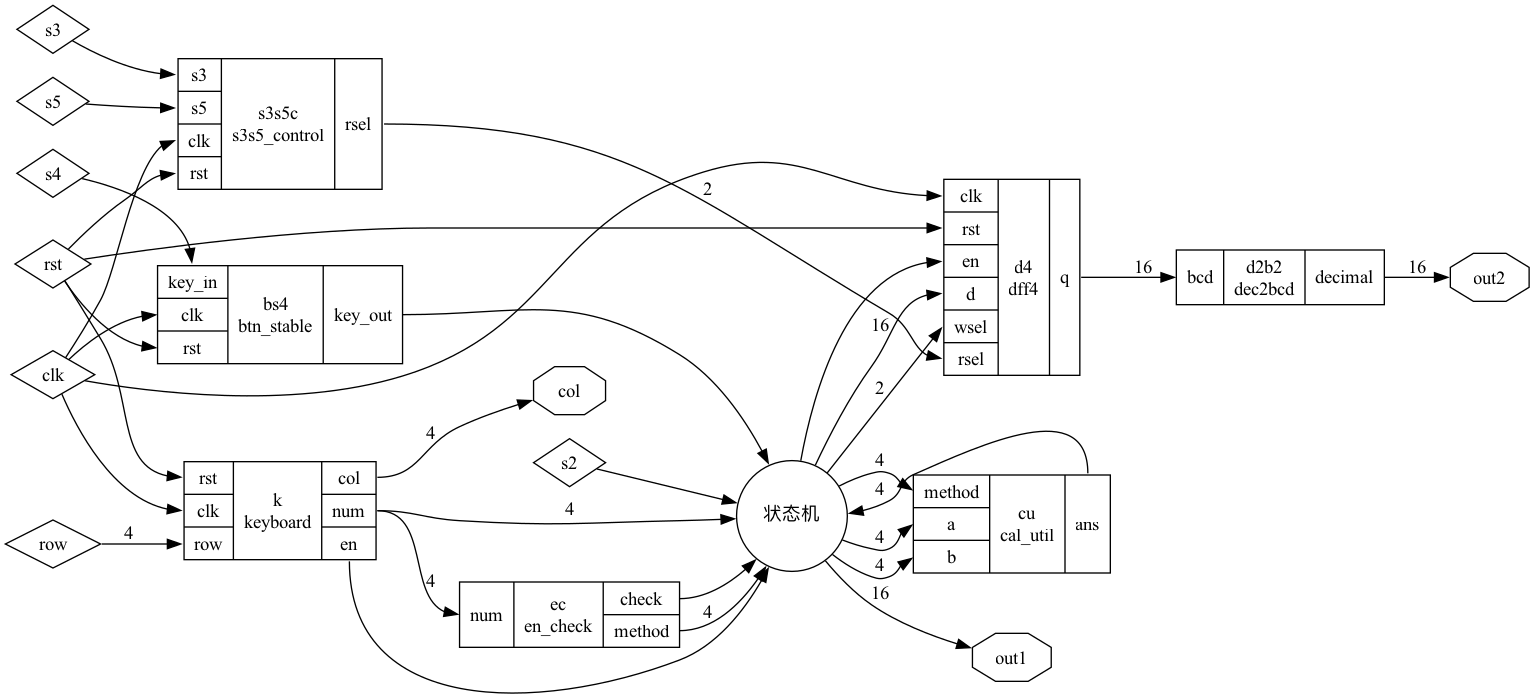 s3
s5
s4
rst
clk
row
4
s3
s5
clk
rst
s3s5c
s3s5_control
rsel
key_in
clk
rst
bs4
btn_stable
key_out
rst
clk
row
k
keyboard
col
num
en
4
col
s2
4
4
num
ec
en_check
check
method
4
2
状态机
16
2
4
4
4
4
16
clk
rst
en
d
wsel
rsel
d4
dff4
q
method
a
b
cu
cal_util
ans
out1
16
bcd
d2b2
dec2bcd
decimal
16
out2